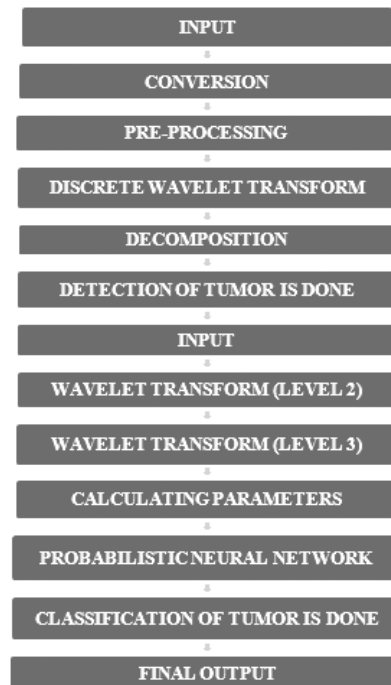 INPUT
CONVERSION
PRE-PROCESSING
DISCRETE WAVELET TRANSFORM
DECOMPOSITION
DETECTION OF TUMOR IS DONE
INPUT
WAVELET TRANSFORM (LEVEL 2)
WAVELET TRANSFORM (LEVEL 3)
CALCULATING PARAMETERS
PROBABILISTIC NEURAL NETWORK
CLASSIFICATION OF TUMOR IS DONE
FINAL OUTPUT